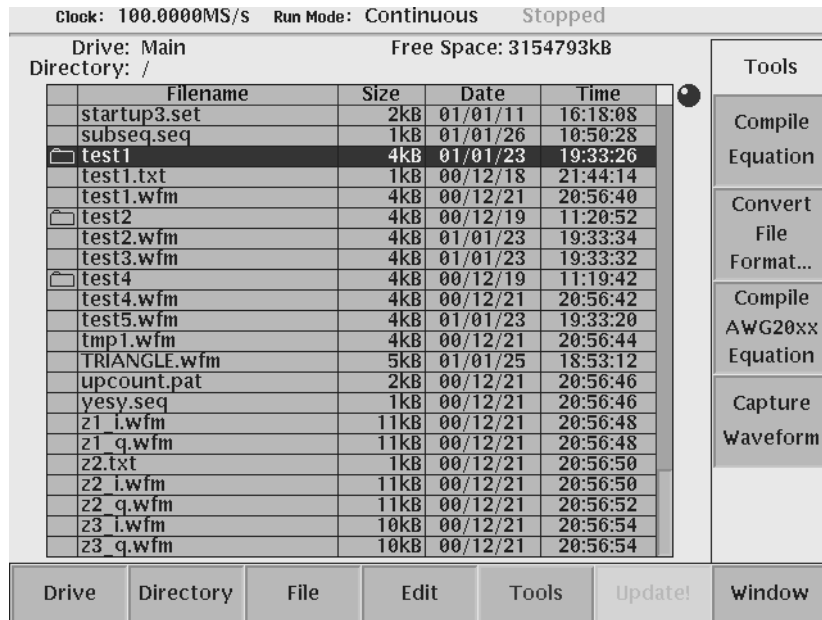 Clock: 100.0000MS/s Run Mode: Continuous Stopped
Drive: Main Free Space: 3154793kB
Directory: /
Filename Size Date Time
startup3.set 2kB 01/01/11 16:18:08
subseq.seq 1kB 01/01/26 10:50:28
test1 4kB 01/01/23 19:33:26
test1.txt 1kB 00/12/18 21:44:14
test1.wfm 4kB 00/12/21 20:56:40
test2 4kB 00/12/19 11:20:52
test2.wfm 4kB 01/01/23 19:33:34
test3.wfm 4kB 01/01/23 19:33:32
test4 4kB 00/12/19 11:19:42
test4.wfm 4kB 00/12/21 20:56:42
test5.wfm 4kB 01/01/23 19:33:20
tmp1.wfm 4kB 00/12/21 20:56:44
TRIANGLE.wfm 5kB 01/01/25 18:53:12
upcount.pat 2kB 00/12/21 20:56:46
yesy.seq 1kB 00/12/21 20:56:46
z1_i.wfm 11kB 00/12/21 20:56:48
z1_q.wfm 11kB 00/12/21 20:56:48
z2.txt 1kB 00/12/21 20:56:50
z2_i.wfm 11kB 00/12/21 20:56:50
z2_q.wfm 11kB 00/12/21 20:56:52
z3_i.wfm 10kB 00/12/21 20:56:54
z3_q.wfm 10kB 00/12/21 20:56:54
Tools
Compile
Equation
Convert
File
Format...
Compile
AWG20xx
Equation
Capture
Waveform
Drive Directory File Edit Tools Update! Window